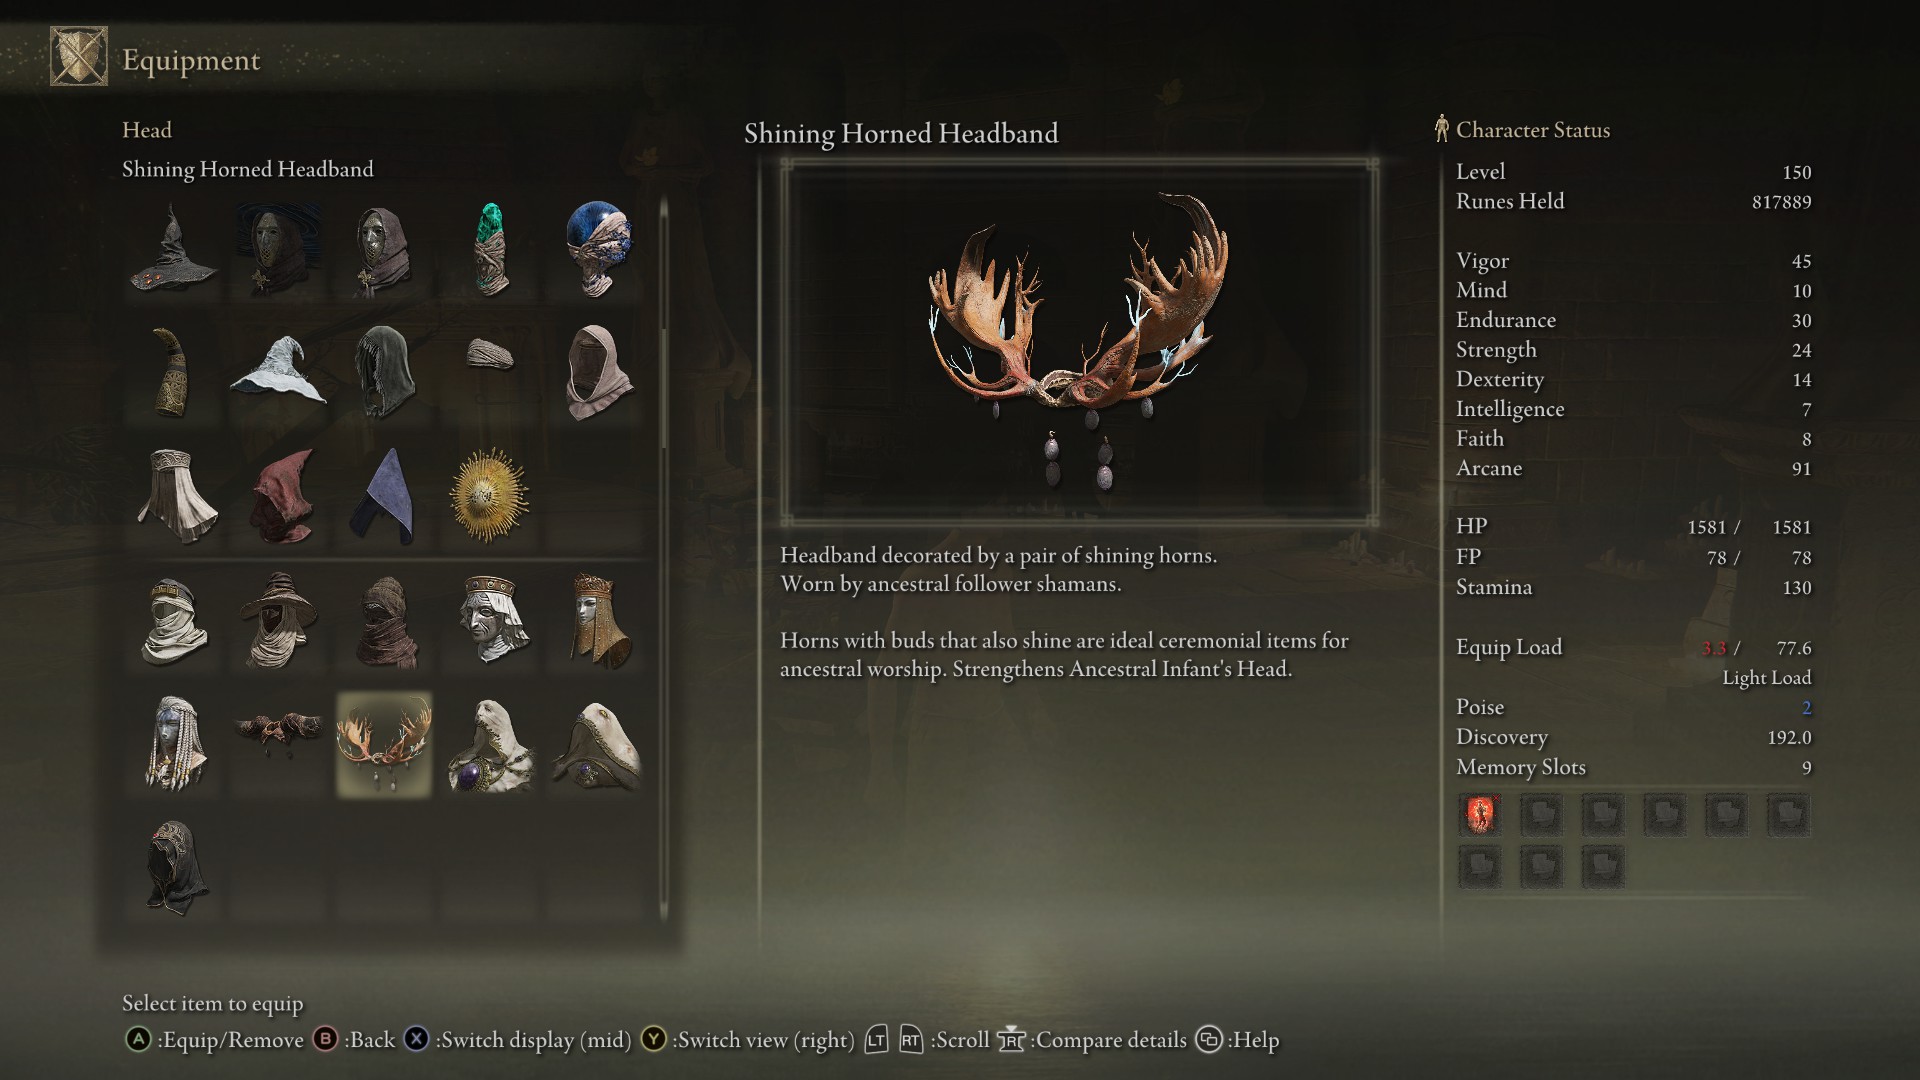 Equipment
Head
Shining Horned Headband
Shining Horned Headband
Headband decorated by a pair of shining horns.
Worn by ancestral follower shamans.
Horns with buds that also shine are ideal ceremonial items for
ancestral worship. Strengthens Ancestral Infant's Head.
Character Status
Level 150
Runes Held 817889
Vigor 45
Mind 10
Endurance 30
Strength 24
Dexterity 14
Intelligence 7
Faith 8
Arcane 91
HP 1581 / 1581
FP 78 / 78
Stamina 130
Equip Load 3.3 / 77.6
Light Load
Poise 2
Discovery 192.0
Memory Slots 9
Select item to equip
A :Equip/Remove B :Back X :Switch display (mid) Y :Switch view (right) LT RT :Scroll R :Compare details :Help